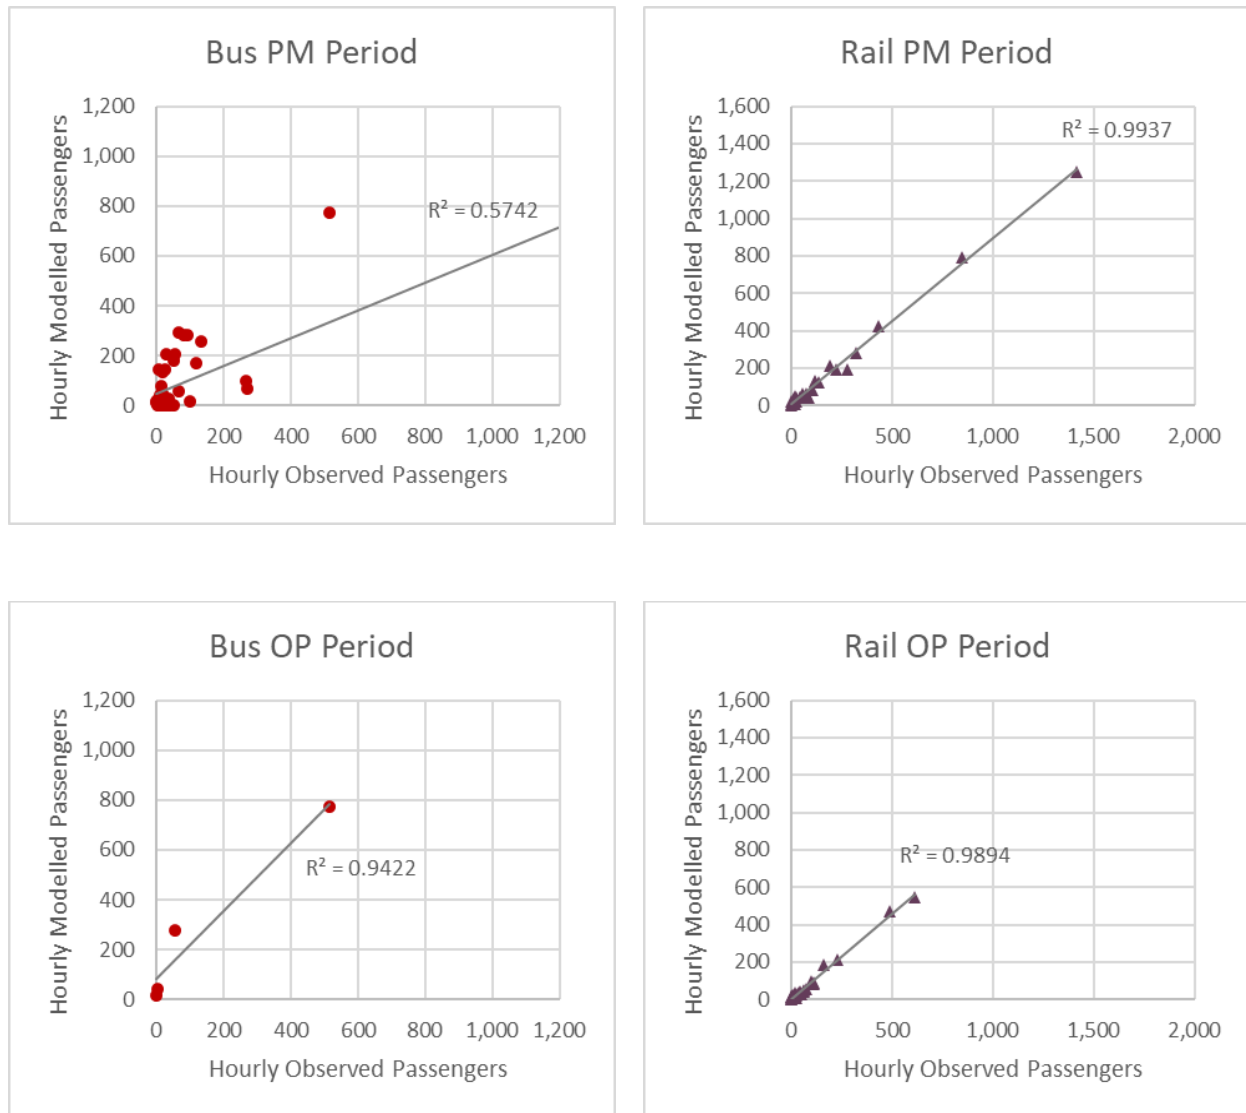 Bus PM Period
Hourly Modelled Passengers
1,200
1,000
800
600
400
200
0
R² = 0.5742
0 200 400 600 800 1,000 1,200
Hourly Observed Passengers
Rail PM Period
Hourly Modelled Passengers
1,600
1,400
1,200
1,000
800
600
400
200
0
R² = 0.9937
0 500 1,000 1,500 2,000
Hourly Observed Passengers
Bus OP Period
Hourly Modelled Passengers
1,200
1,000
800
600
400
200
0
R² = 0.9422
0 200 400 600 800 1,000 1,200
Hourly Observed Passengers
Rail OP Period
Hourly Modelled Passengers
1,600
1,400
1,200
1,000
800
600
400
200
0
R² = 0.9894
0 500 1,000 1,500 2,000
Hourly Observed Passengers